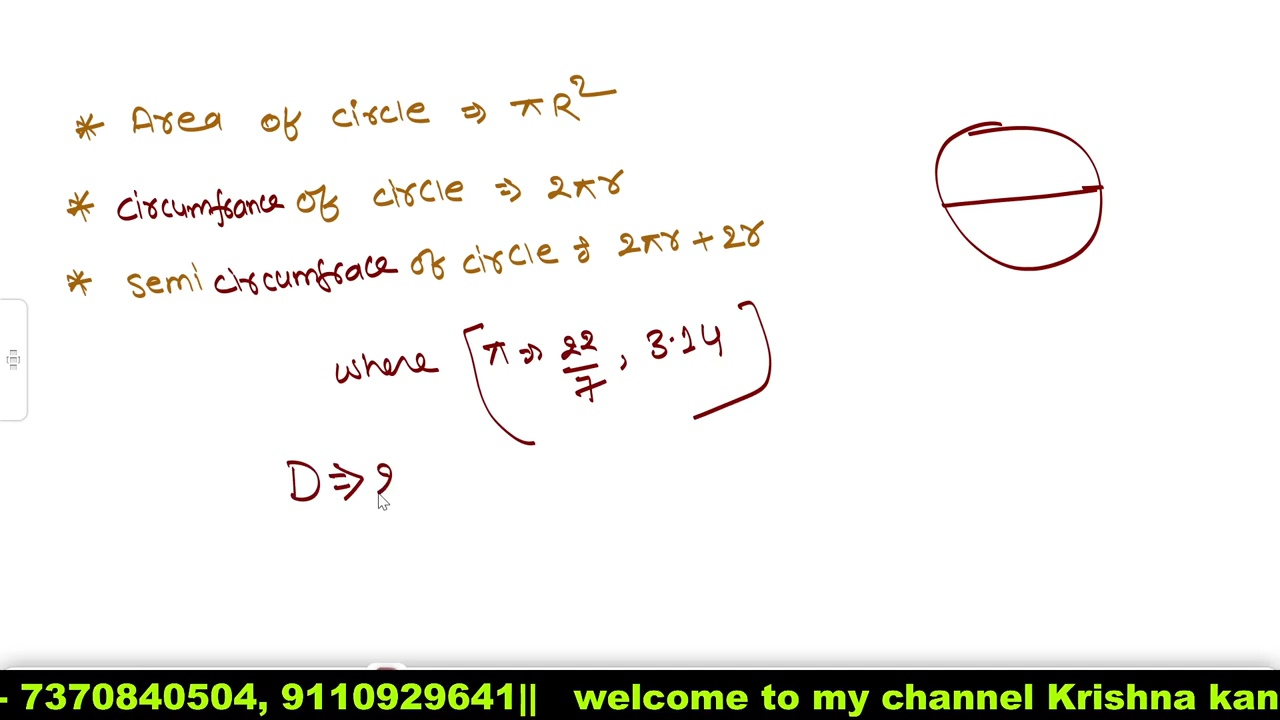 * Area of circle ⇒ πR²
* circumfrance of circle ⇒ 2πr
* semi circumfrace of circle ⇒ 2πr + 2r
where [π ⇒ 22/7, 3.14]
D ⇒ 2
- 7370840504, 9110929641|| welcome to my channel Krishna kan